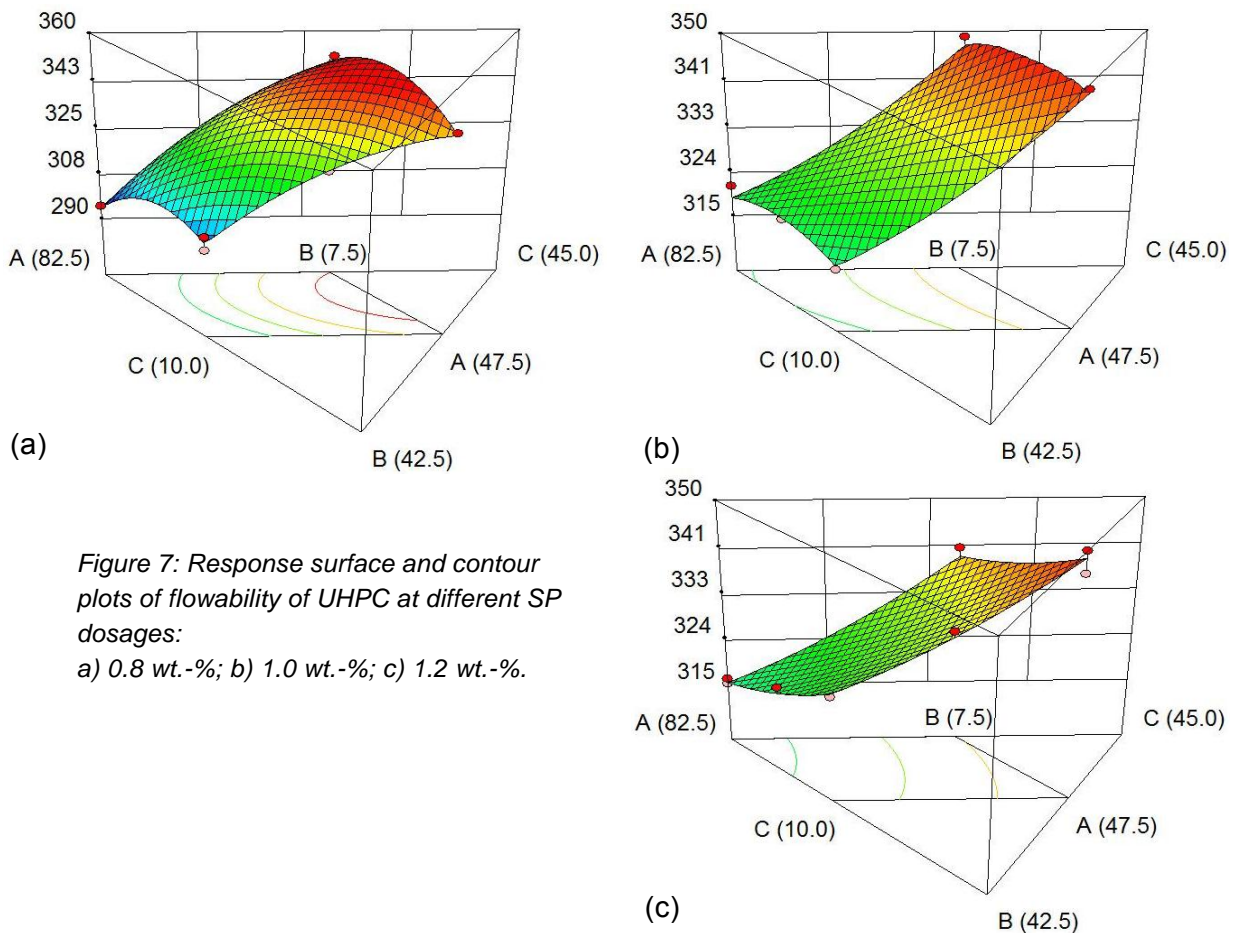 360
343
325
308
290
A (82.5)
B (7.5)
C (45.0)
C (10.0)
A (47.5)
B (42.5)
(a)
350
341
333
324
315
A (82.5)
B (7.5)
C (45.0)
C (10.0)
A (47.5)
B (42.5)
(b)
Figure 7: Response surface and contour
plots of flowability of UHPC at different SP
dosages:
a) 0.8 wt.-%; b) 1.0 wt.-%; c) 1.2 wt.-%.
350
341
333
324
315
A (82.5)
B (7.5)
C (45.0)
C (10.0)
A (47.5)
B (42.5)
(c)